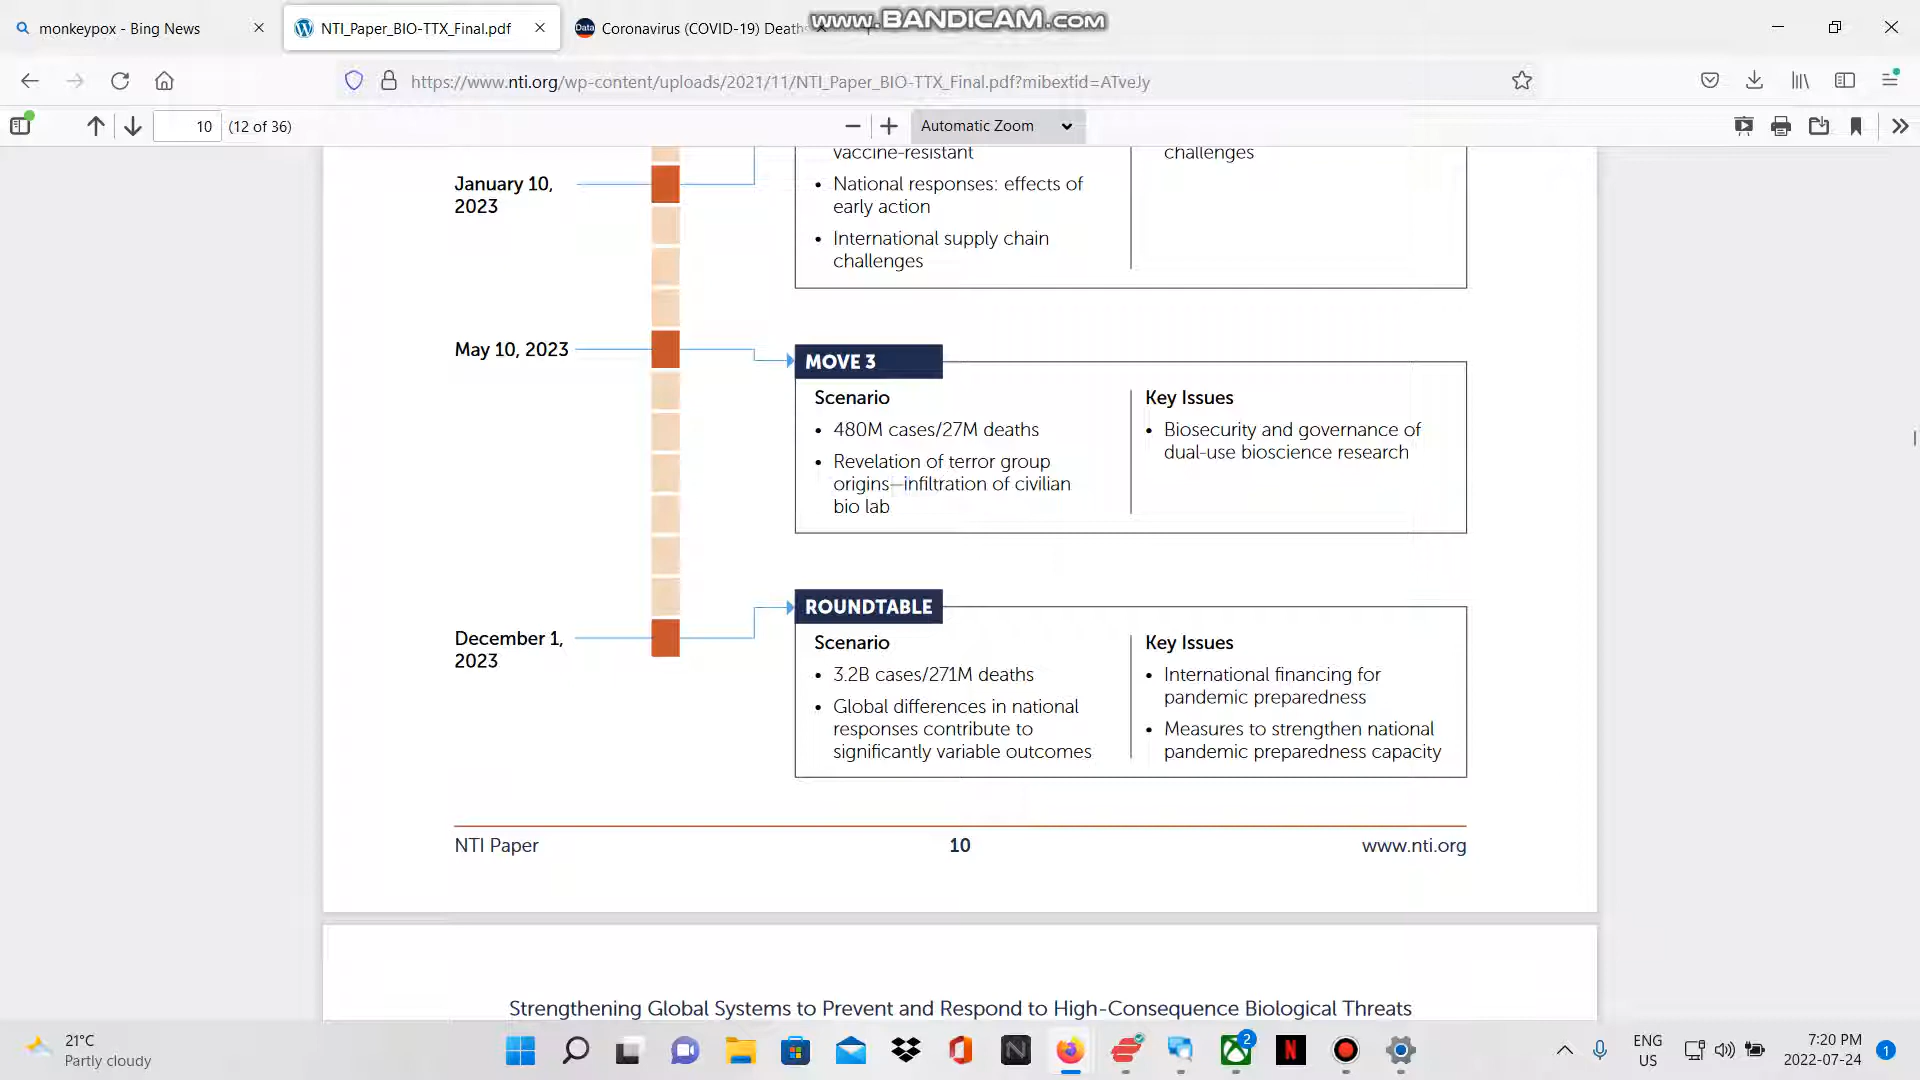 monkeypox - Bing News
NTI_Paper_BIO-TTX_Final.pdf
Coronavirus (COVID-19) Death
www.BANDICAM.com
https://www.nti.org/wp-content/uploads/2021/11/NTI_Paper_BIO-TTX_Final.pdf?mibextid=ATveJy
10 (12 of 36)
Automatic Zoom
vaccine-resistant
challenges
January 10,
2023
• National responses: effects of
early action
• International supply chain
challenges
May 10, 2023
MOVE 3
Scenario
• 480M cases/27M deaths
• Revelation of terror group
origins—infiltration of civilian
bio lab
Key Issues
• Biosecurity and governance of
dual-use bioscience research
December 1,
2023
ROUNDTABLE
Scenario
• 3.2B cases/271M deaths
• Global differences in national
responses contribute to
significantly variable outcomes
Key Issues
• International financing for
pandemic preparedness
• Measures to strengthen national
pandemic preparedness capacity
NTI Paper
10
www.nti.org
Strengthening Global Systems to Prevent and Respond to High-Consequence Biological Threats
21°C
Partly cloudy
2
N
N
ENG
US
7:20 PM
2022-07-24
1